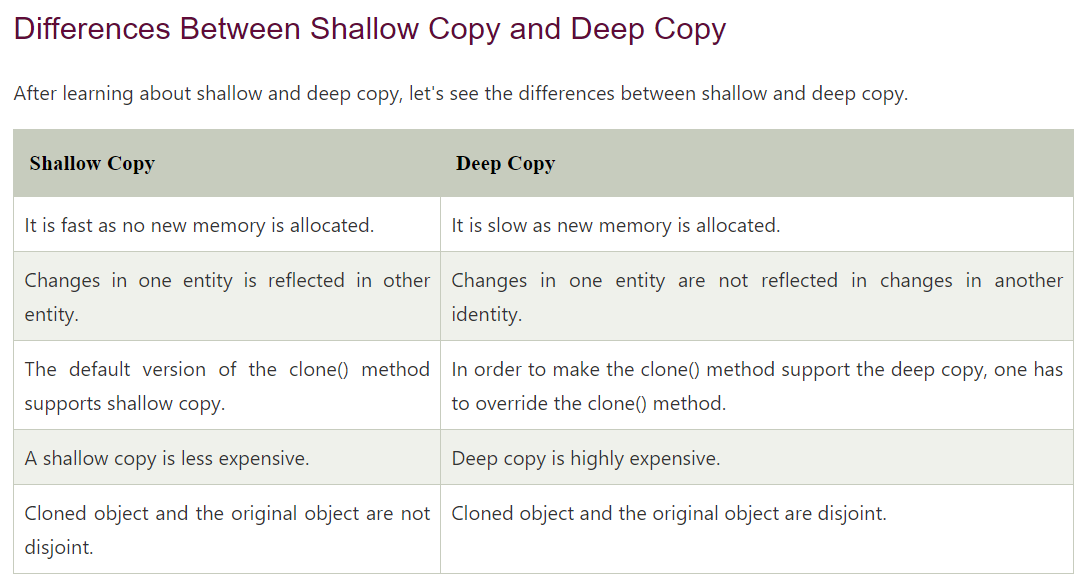 Differences Between Shallow Copy and Deep Copy
After learning about shallow and deep copy, let's see the differences between shallow and deep copy.
Shallow Copy
Deep Copy
It is fast as no new memory is allocated.
It is slow as new memory is allocated.
Changes in one entity is reflected in other
entity.
Changes in one entity are not reflected in changes in another
identity.
The default version of the clone() method
supports shallow copy.
In order to make the clone() method support the deep copy, one has
to override the clone() method.
A shallow copy is less expensive.
Deep copy is highly expensive.
Cloned object and the original object are not
disjoint.
Cloned object and the original object are disjoint.